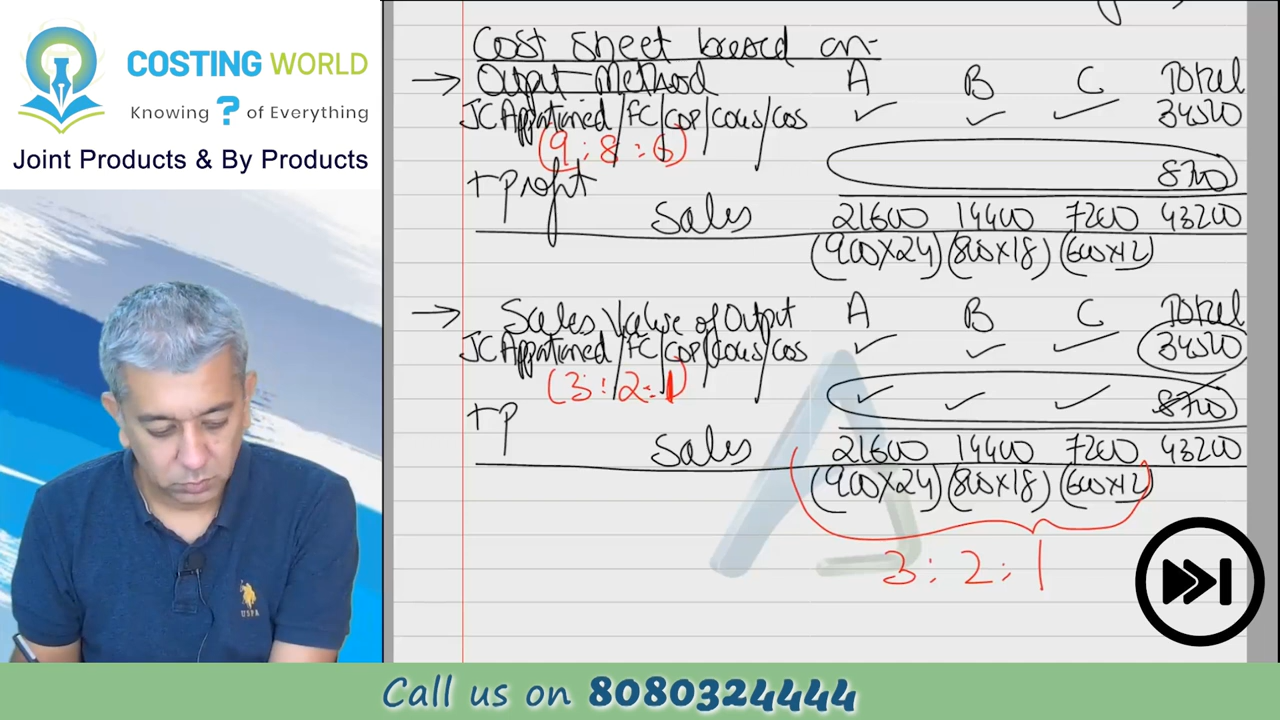 COSTING WORLD
Knowing ? of Everything
Joint Products & By Products
Cost sheet based on-
→ Output Method A B C Total
JC Apportioned/FC/COP/COGS/COS ✓ ✓ ✓ 34500
(9:8:6)
+Profit 8700
Sales 21600 14400 7200 43200
(900×24) (800×18) (600×12)
→ Sales Value of Output A B C Total
JC Apportioned/FC/COP/COGS/COS ✓ ✓ ✓ 34500
(3:2:1)
+P ✓ ✓ ✓ 8700
Sales 21600 14400 7200 43200
(900×24) (800×18) (600×12)
3:2:1
USPA
Call us on 8080324444